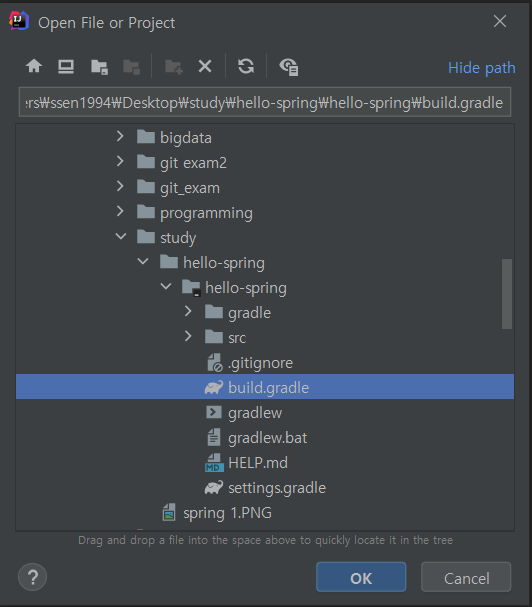 Open File or Project
Hide path
ers₩ssen1994₩Desktop₩study₩hello-spring₩hello-spring₩build.gradle
bigdata
git exam2
git_exam
programming
study
hello-spring
hello-spring
gradle
src
.gitignore
build.gradle
gradlew
gradlew.bat
HELP.md
settings.gradle
spring 1.PNG
Drag and drop a file into the space above to quickly locate it in the tree
?
OK
Cancel